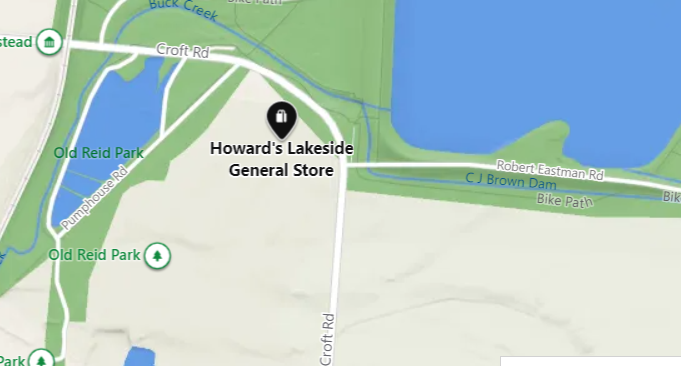 Buck Creek
Bike Path
stead
Croft Rd
Howard's Lakeside
General Store
Old Reid Park
Robert Eastman Rd
C J Brown Dam
Pumphouse Rd
Bike Path
Bik
Old Reid Park
Croft Rd
Park